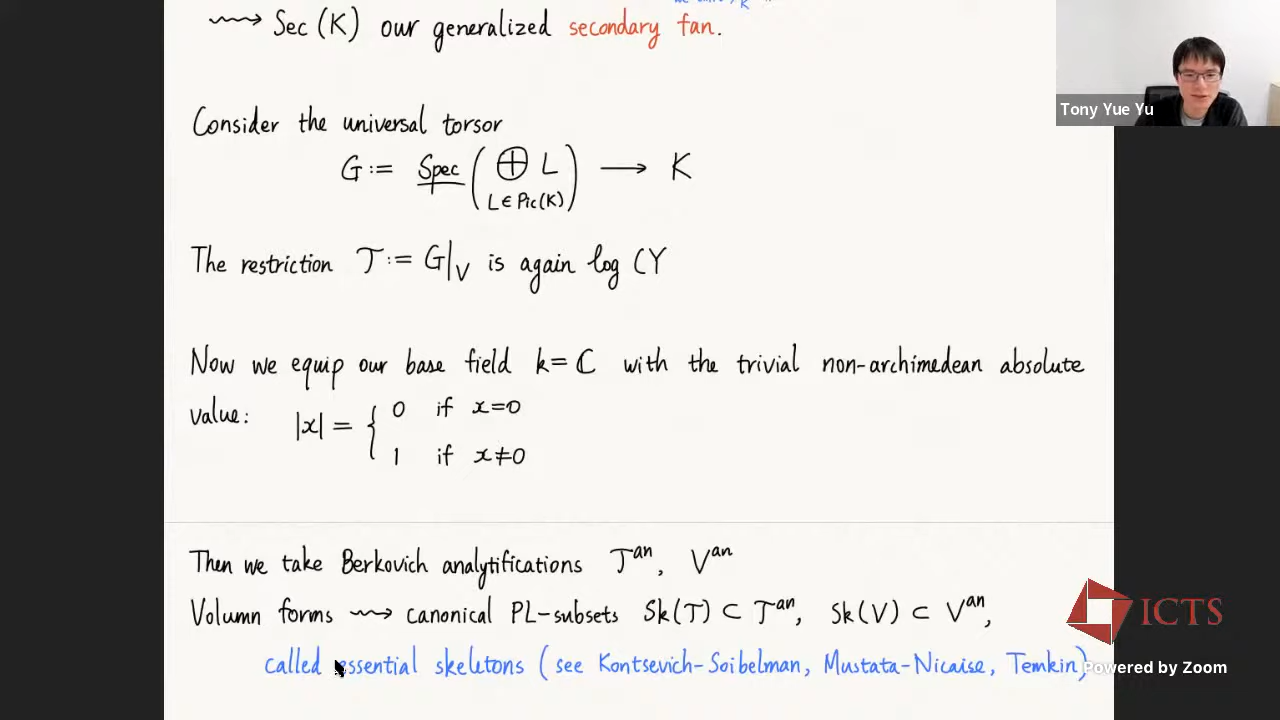 ⟿ Sec (K) our generalized secondary fan.
Tony Yue Yu
Consider the universal torsor
G := Spec ( ⊕ L ) ⟶ K
L ∈ Pic(K)
The restriction T := G|_V is again log CY
Now we equip our base field k = C with the trivial non-archimedean absolute
value: |x| = { 0 if x=0
1 if x≠0
Then we take Berkovich analytifications T^an, V^an
Volumn forms ⟿ canonical PL-subsets Sk(T) ⊂ T^an, Sk(V) ⊂ V^an,
called essential skeletons (see Kontsevich-Soibelman, Mustata-Nicaise, Temkin)
ICTS
Powered by Zoom